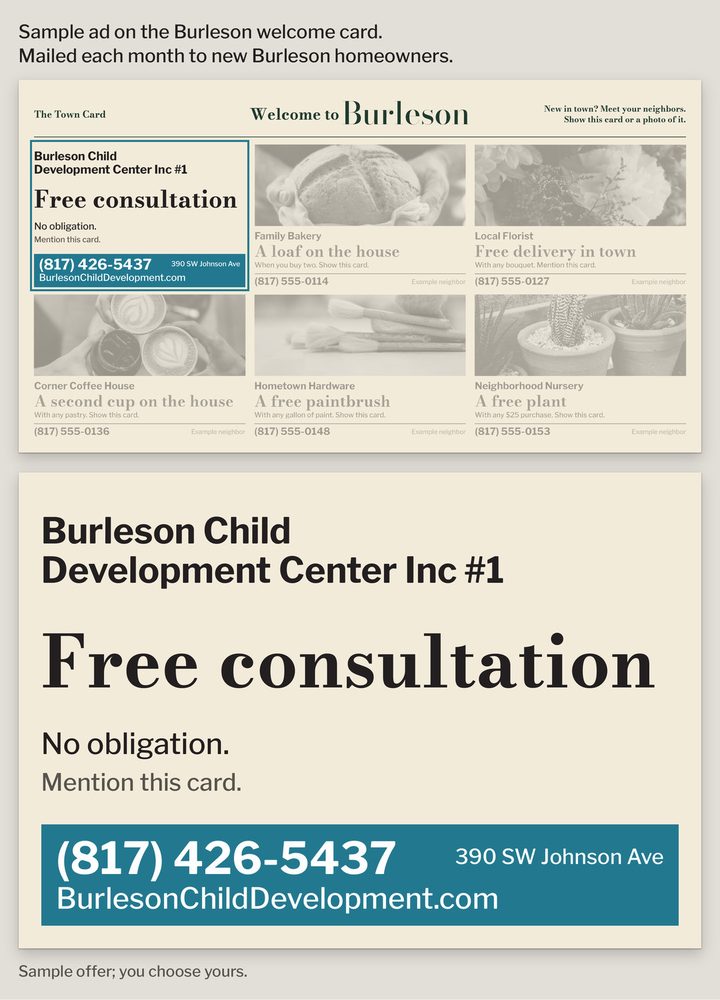 Sample ad on the Burleson welcome card.
Mailed each month to new Burleson homeowners.
The Town Card
Welcome to Burleson
New in town? Meet your neighbors.
Show this card or a photo of it.
Burleson Child
Development Center Inc #1
Free consultation
No obligation.
Mention this card.
(817) 426-5437
390 SW Johnson Ave
BurlesonChildDevelopment.com
Family Bakery
A loaf on the house
When you buy two. Show this card.
(817) 555-0114
Example neighbor
Local Florist
Free delivery in town
With any bouquet. Mention this card.
(817) 555-0127
Example neighbor
Corner Coffee House
A second cup on the house
With any pastry. Show this card.
(817) 555-0136
Example neighbor
Hometown Hardware
A free paintbrush
With any gallon of paint. Show this card.
(817) 555-0148
Example neighbor
Neighborhood Nursery
A free plant
With any $25 purchase. Show this card.
(817) 555-0153
Example neighbor
Burleson Child
Development Center Inc #1
Free consultation
No obligation.
Mention this card.
(817) 426-5437
390 SW Johnson Ave
BurlesonChildDevelopment.com
Sample offer; you choose yours.